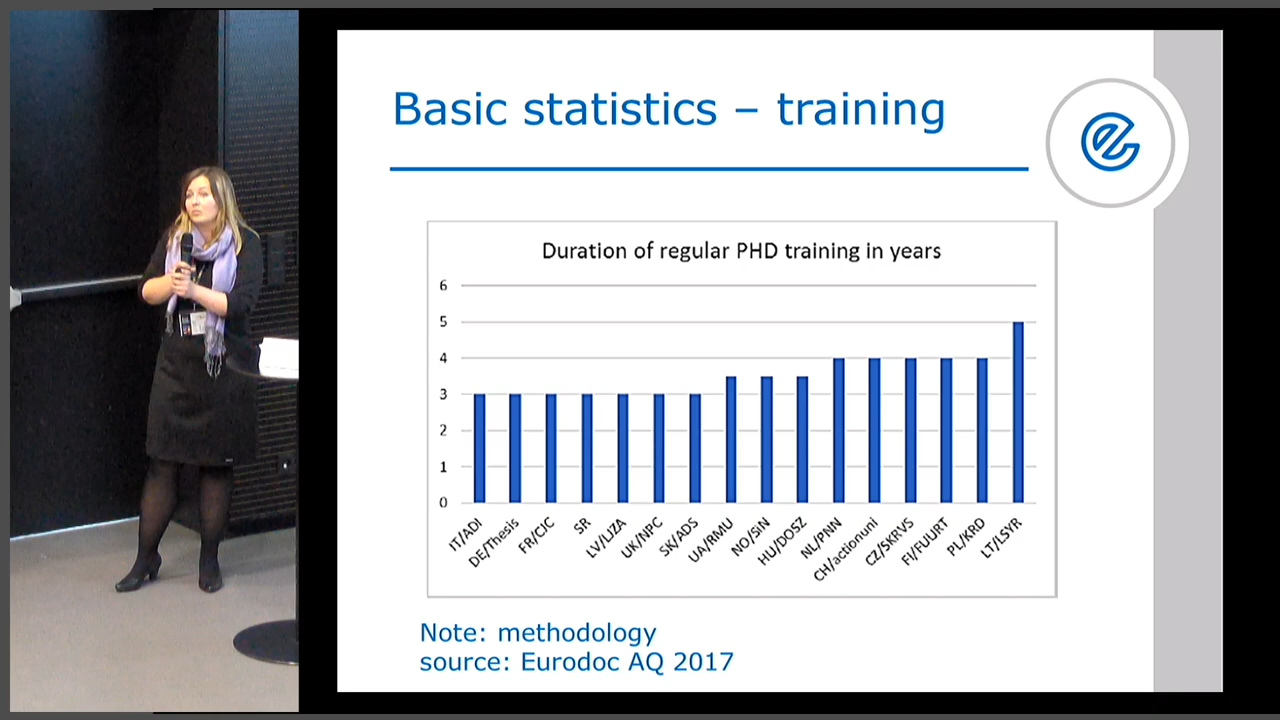 Basic statistics – training
Duration of regular PHD training in years
6
5
4
3
2
1
0
IT/ADI
DE/Thesis
FR/CJC
SR
LV/LJZA
UK/NPC
SK/ADS
UA/RMU
NO/SiN
HU/DOSZ
NL/PNN
CH/actionuni
CZ/SKRVS
FI/FUURT
PL/KRD
LT/LSYR
Note: methodology
source: Eurodoc AQ 2017